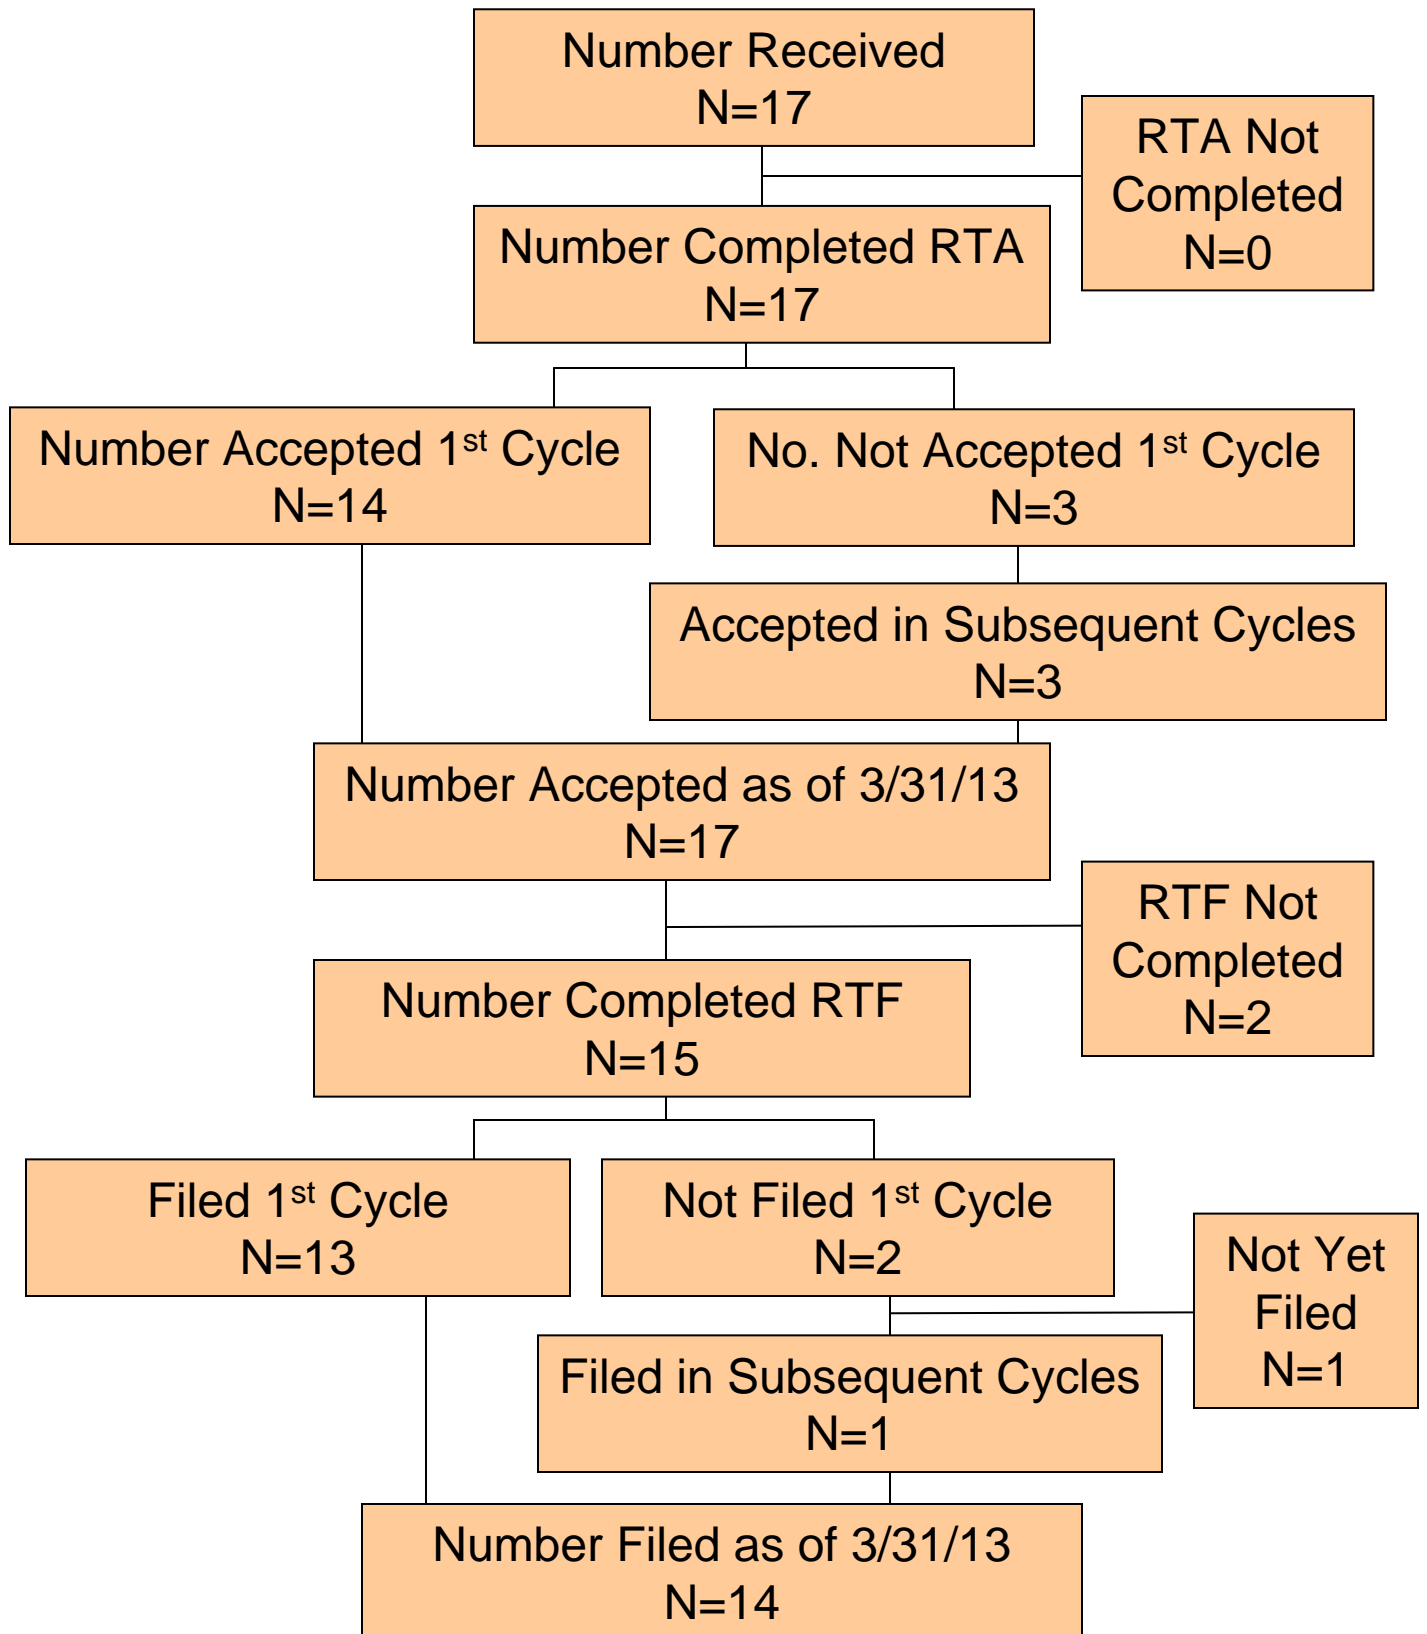 Number Received
N=17
RTA Not
Completed
N=0
Number Completed RTA
N=17
Number Accepted 1st Cycle
N=14
No. Not Accepted 1st Cycle
N=3
Accepted in Subsequent Cycles
N=3
Number Accepted as of 3/31/13
N=17
RTF Not
Completed
N=2
Number Completed RTF
N=15
Filed 1st Cycle
N=13
Not Filed 1st Cycle
N=2
Not Yet
Filed
N=1
Filed in Subsequent Cycles
N=1
Number Filed as of 3/31/13
N=14